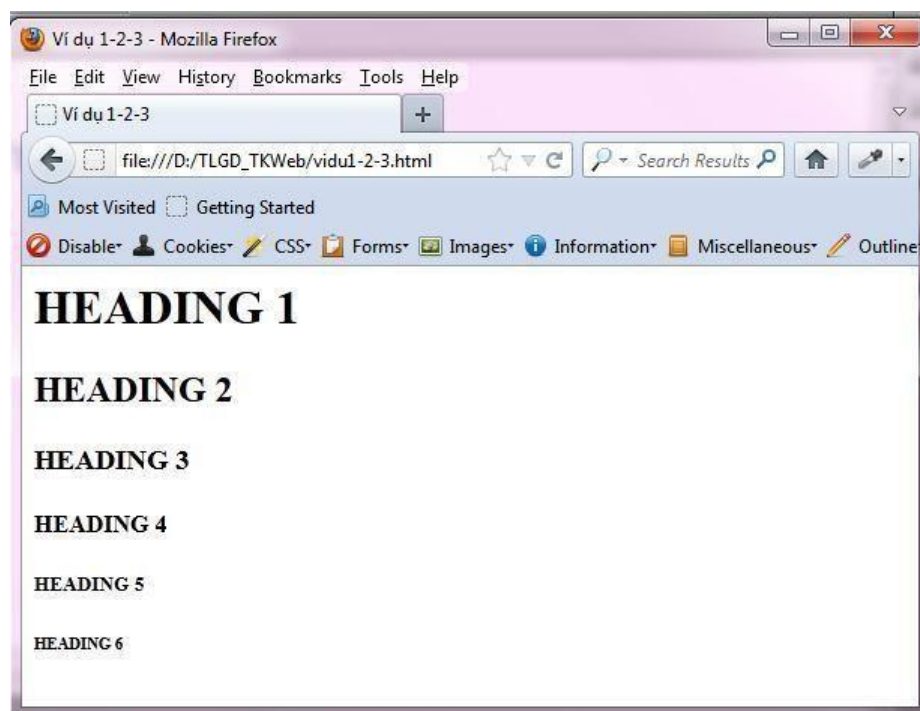 Ví dụ 1-2-3 - Mozilla Firefox
File Edit View History Bookmarks Tools Help
Ví dụ 1-2-3
file:///D:/TLGD_TKWeb/vidu1-2-3.html Search Results
Most Visited Getting Started
Disable Cookies CSS Forms Images Information Miscellaneous Outline
HEADING 1
HEADING 2
HEADING 3
HEADING 4
HEADING 5
HEADING 6